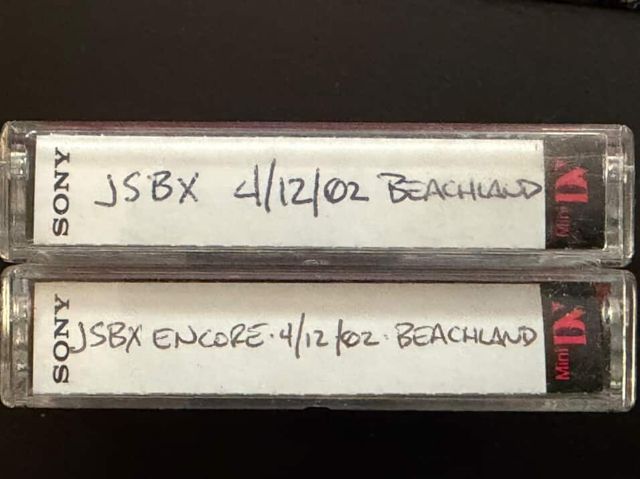 SONY JSBX 4/12/02 BEACHLAND Mini DV
SONY JSBX ENCORE · 4/12/02 · BEACHLAND Mini DV